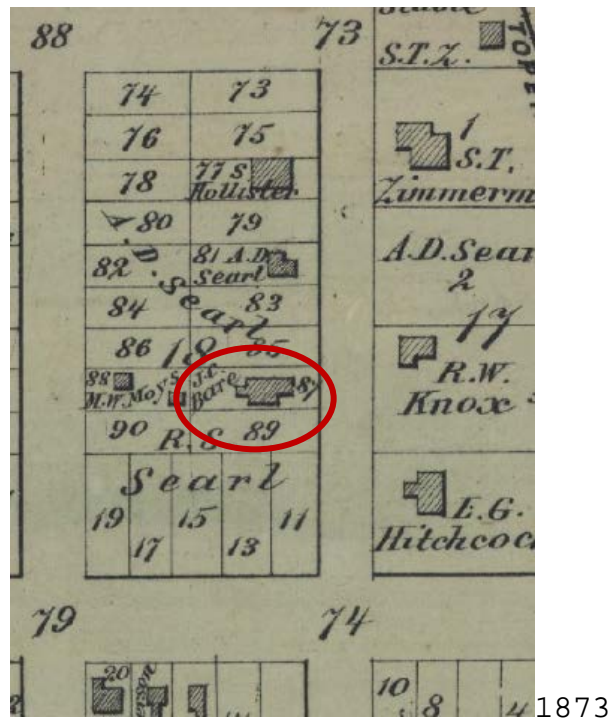 88
73
S.T.Z.
74 73
76 75
78 77 S.
Hollister
80 79
82 81 A.D.
Searl
A.D. Searl
84 83
86 18 85
88
M.W. Moys
J.C.
Bare
87
90 89
R.S
Searl
19 17 15 13 11
1
S.T.
Zimmerm
A.D. Sear
2
17
R.W.
Knox
E.G.
Hitchcoc
79
74
20
10
8
4
1873